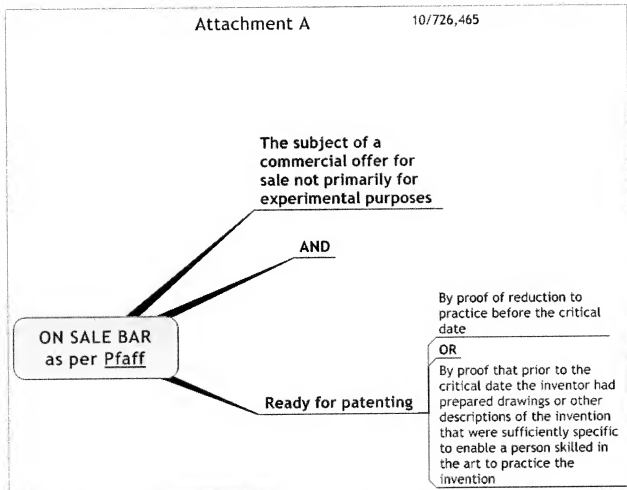 Attachment A
10/726,465
The subject of a
commercial offer for
sale not primarily for
experimental purposes
AND
ON SALE BAR
as per Pfaff
Ready for patenting
By proof of reduction to
practice before the critical
date
OR
By proof that prior to the
critical date the inventor had
prepared drawings or other
descriptions of the invention
that were sufficiently specific
to enable a person skilled in
the art to practice the
invention